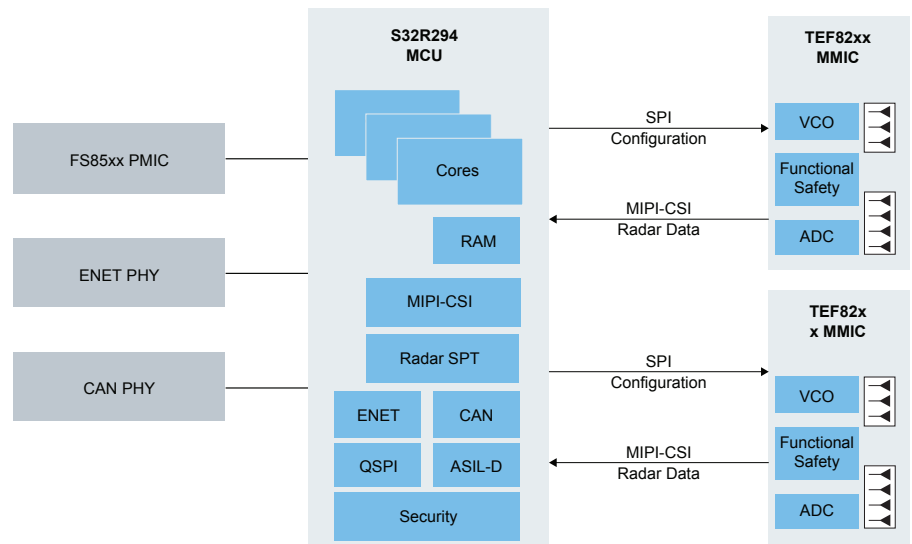 S32R294
MCU
Cores
RAM
MIPI-CSI
Radar SPT
ENET
CAN
QSPI
ASIL-D
Security
FS85xx PMIC
ENET PHY
CAN PHY
SPI
Configuration
MIPI-CSI
Radar Data
SPI
Configuration
MIPI-CSI
Radar Data
TEF82xx
MMIC
VCO
Functional
Safety
ADC
TEF82x
x MMIC
VCO
Functional
Safety
ADC